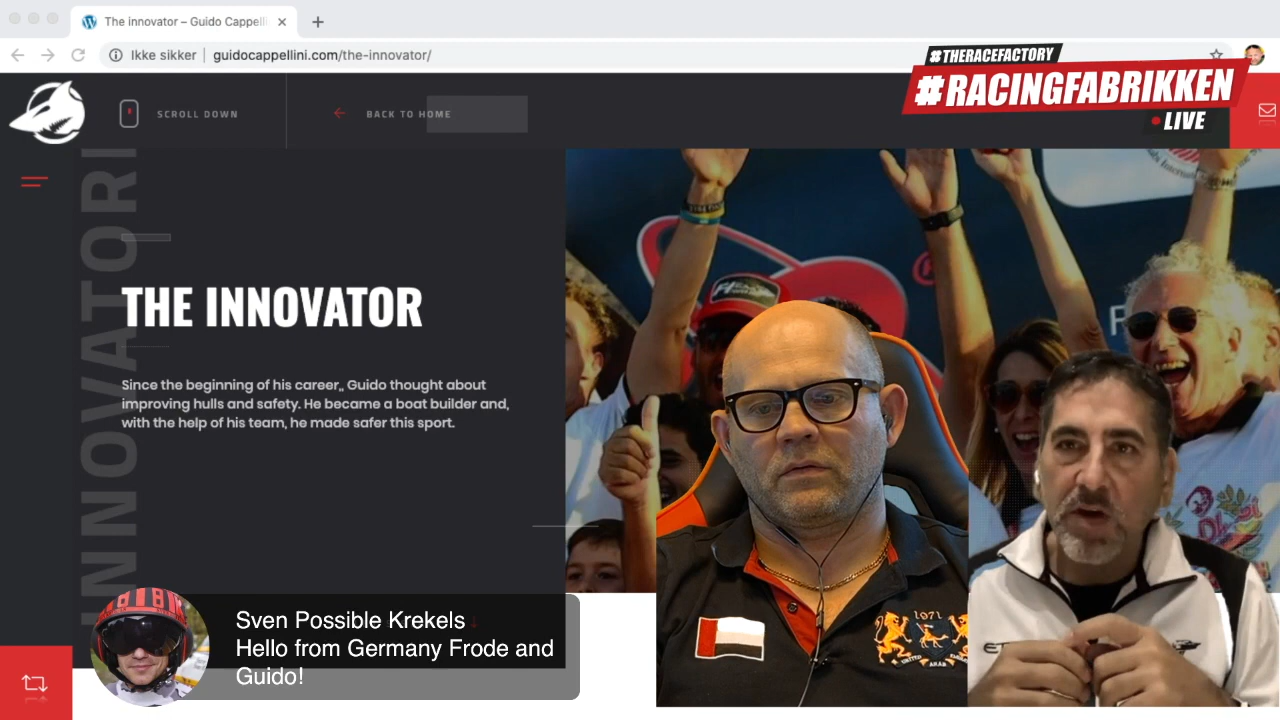 The innovator – Guido Cappelli
Ikke sikker
guidocappellini.com/the-innovator/
#THERACEFACTORY
#RACINGFABRIKKEN
LIVE
SCROLL DOWN
BACK TO HOME
INNOVATORI
THE INNOVATOR
Since the beginning of his career,, Guido thought about
improving hulls and safety. He became a boat builder and,
with the help of his team, he made safer this sport.
Sven Possible Krekels
Hello from Germany Frode and
Guido!
1971
UNITED ARAB